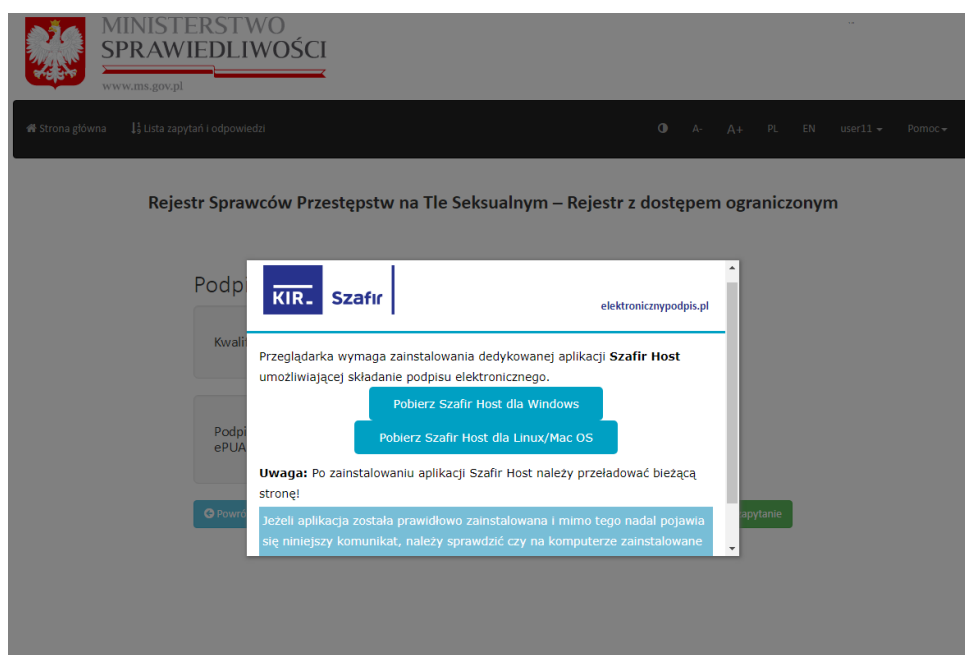 MINISTERSTWO
SPRAWIEDLIWOŚCI
www.ms.gov.pl
Strona główna Lista zapytań i odpowiedzi A- A+ PL EN user11 Pomoc
Rejestr Sprawców Przestępstw na Tle Seksualnym – Rejestr z dostępem ograniczonym
Podpi
KIR Szafir
elektronicznypodpis.pl
Kwalif
Przeglądarka wymaga zainstalowania dedykowanej aplikacji Szafir Host
umożliwiającej składanie podpisu elektronicznego.
Pobierz Szafir Host dla Windows
Podpi
ePUA
Pobierz Szafir Host dla Linux/Mac OS
Uwaga: Po zainstalowaniu aplikacji Szafir Host należy przeładować bieżącą
stronę!
Powró
apytanie
Jeżeli aplikacja została prawidłowo zainstalowana i mimo tego nadal pojawia
się niniejszy komunikat, należy sprawdzić czy na komputerze zainstalowane